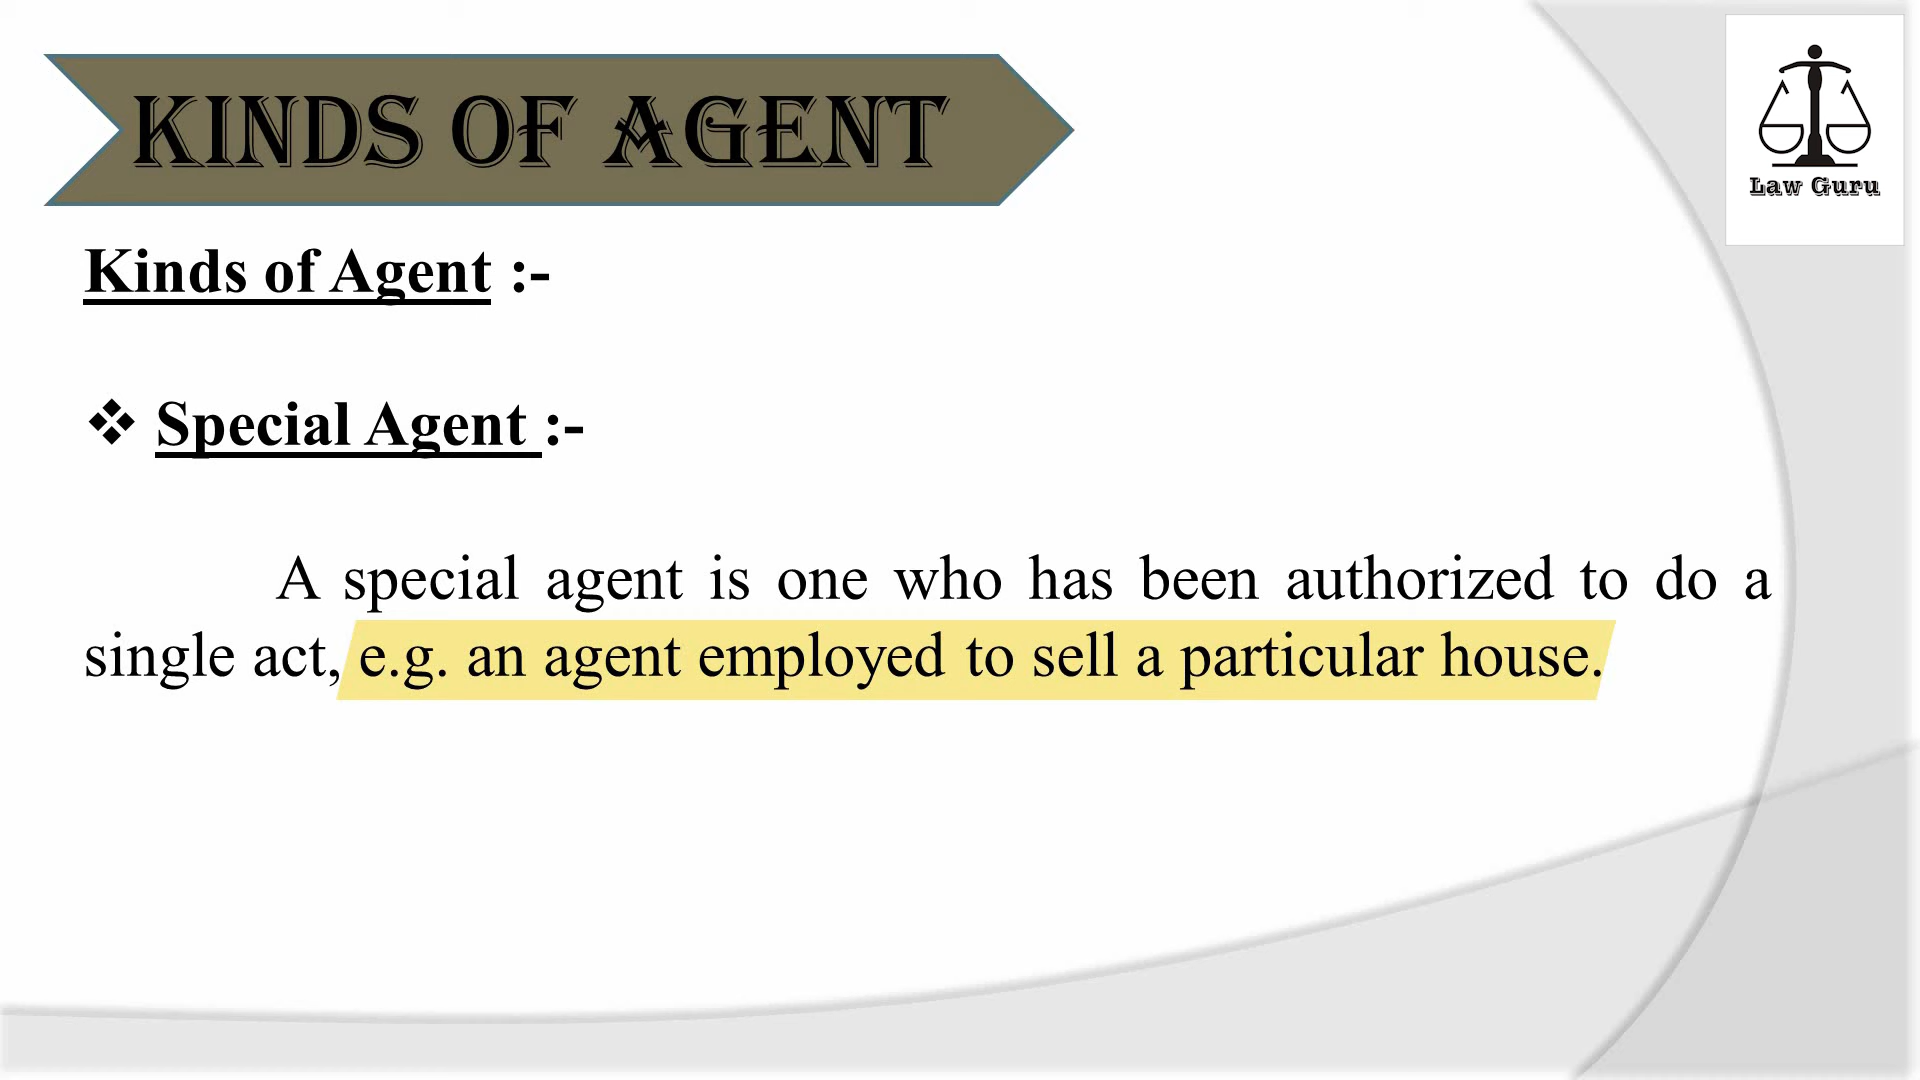 KINDS OF AGENT
Law Guru
Kinds of Agent :-
❖ Special Agent :-
A special agent is one who has been authorized to do a
single act, e.g. an agent employed to sell a particular house.